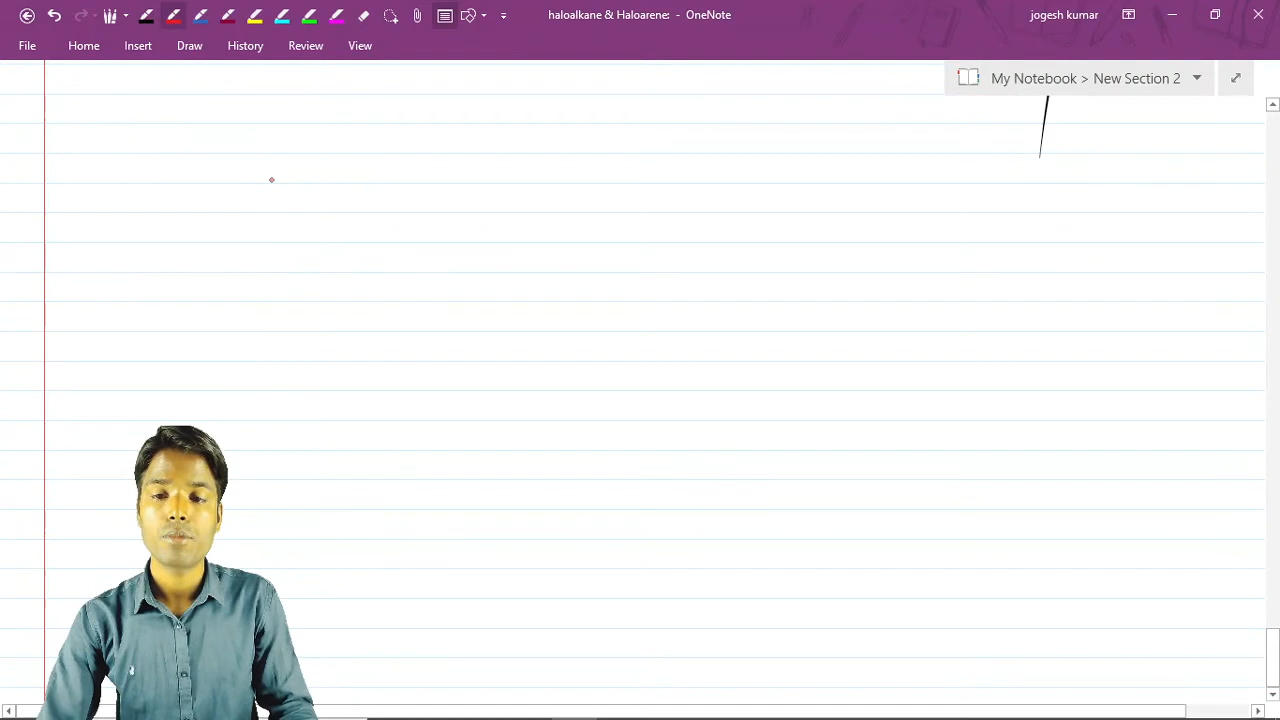 haloalkane & Haloarene: - OneNote
jogesh kumar
File Home Insert Draw History Review View
My Notebook > New Section 2